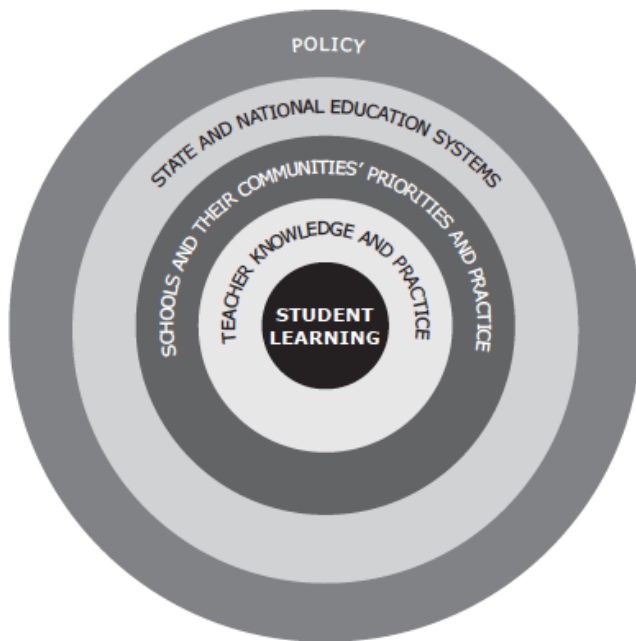 POLICY
STATE AND NATIONAL EDUCATION SYSTEMS
SCHOOLS AND THEIR COMMUNITIES' PRIORITIES AND PRACTICE
TEACHER KNOWLEDGE AND PRACTICE
STUDENT
LEARNING